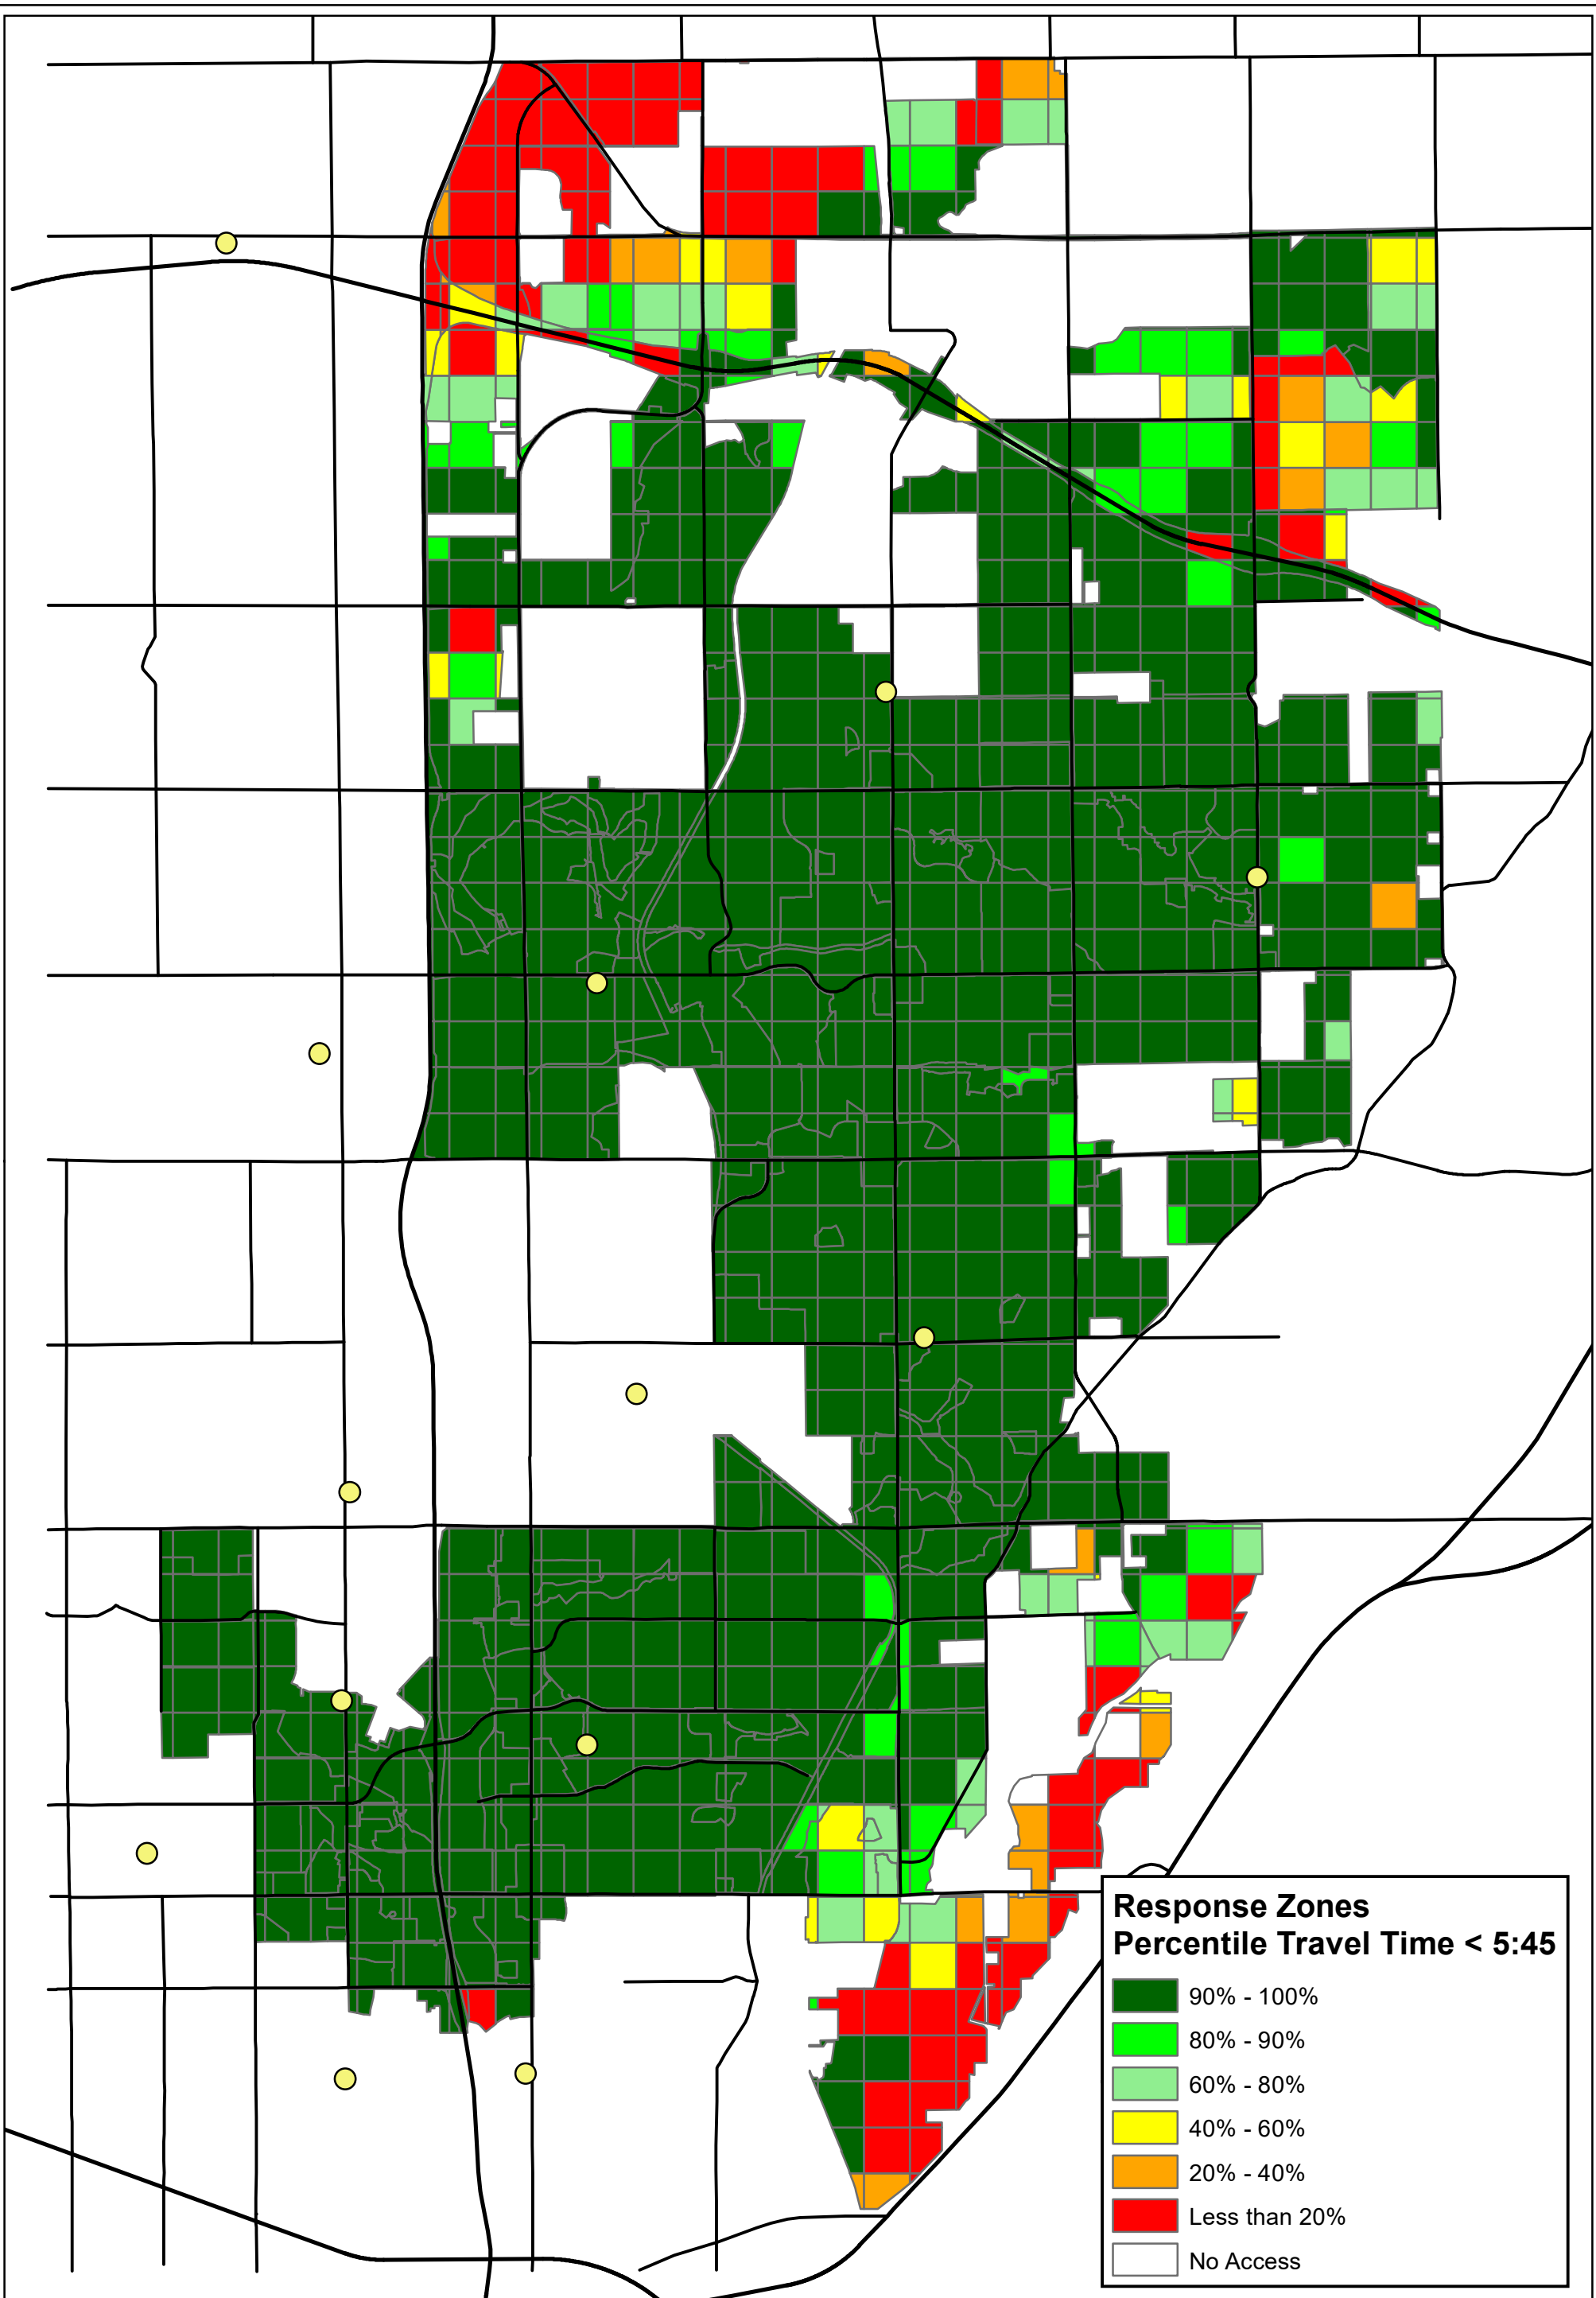 Response Zones
Percentile Travel Time < 5:45
90% - 100%
80% - 90%
60% - 80%
40% - 60%
20% - 40%
Less than 20%
No Access